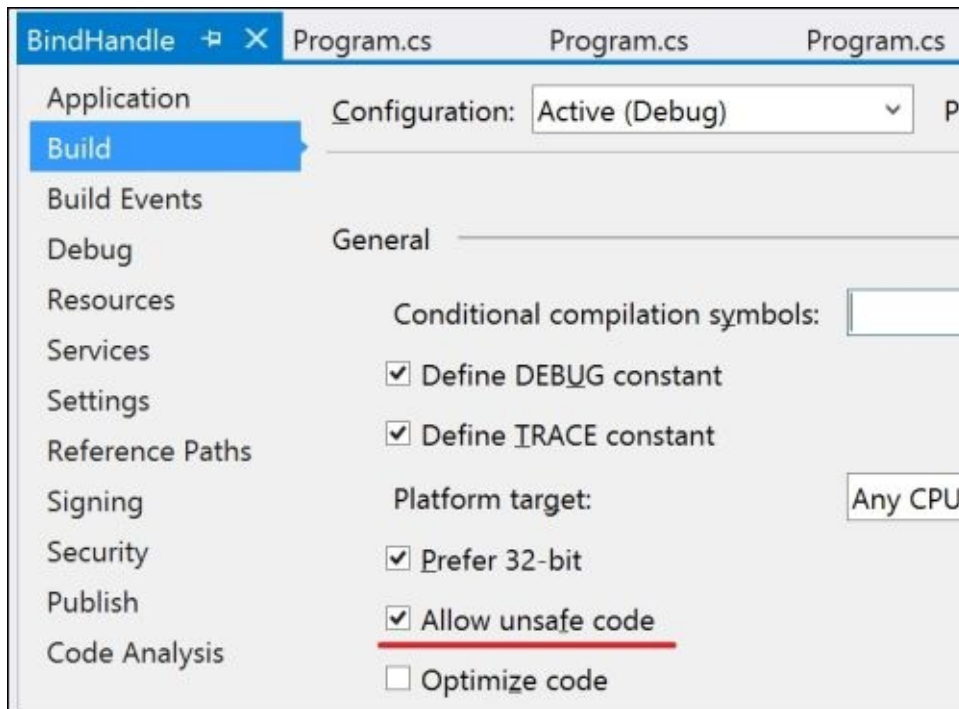 BindHandle Program.cs Program.cs Program.cs
Application
Build
Build Events
Debug
Resources
Services
Settings
Reference Paths
Signing
Security
Publish
Code Analysis
Configuration: Active (Debug) P
General
Conditional compilation symbols:
Define DEBUG constant
Define TRACE constant
Platform target: Any CPU
Prefer 32-bit
Allow unsafe code
Optimize code